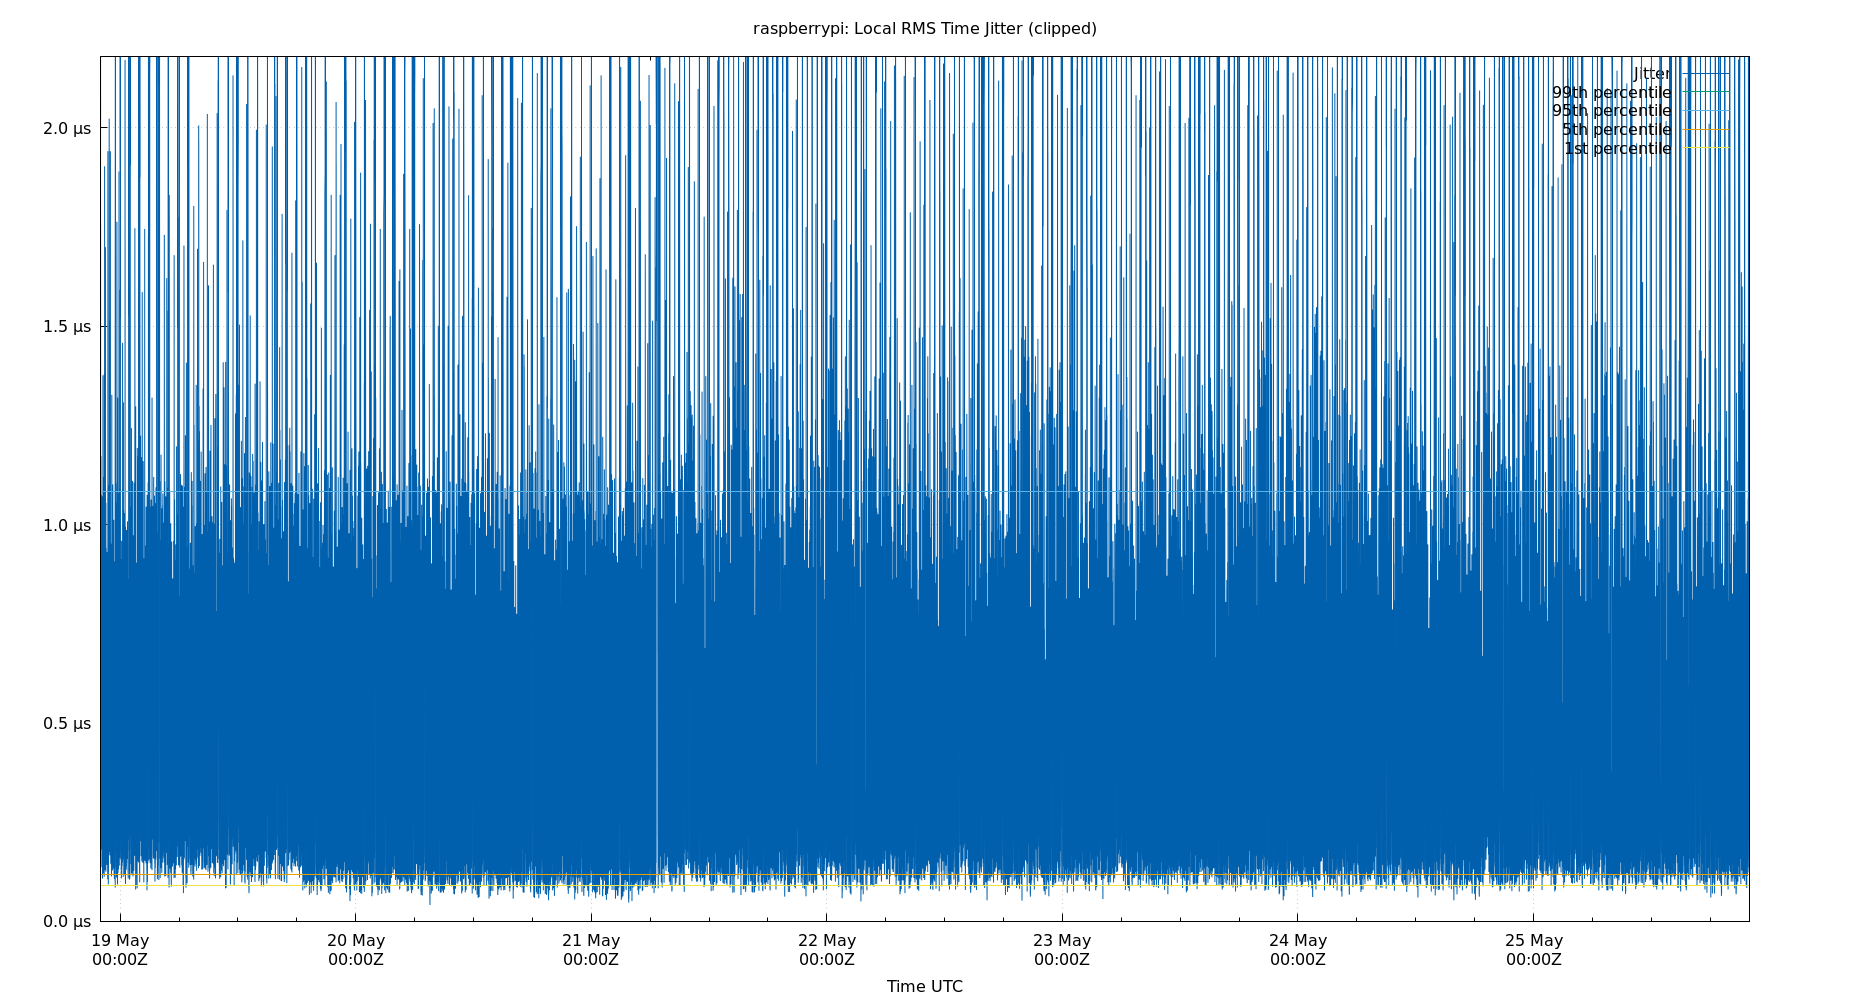 raspberrypi: Local RMS Time Jitter (clipped)
Jitter
99th percentile
95th percentile
5th percentile
1st percentile
2.0 μs
1.5 μs
1.0 μs
0.5 μs
0.0 μs
19 May 20 May 21 May 22 May 23 May 24 May 25 May
00:00Z 00:00Z 00:00Z 00:00Z 00:00Z 00:00Z 00:00Z
Time UTC